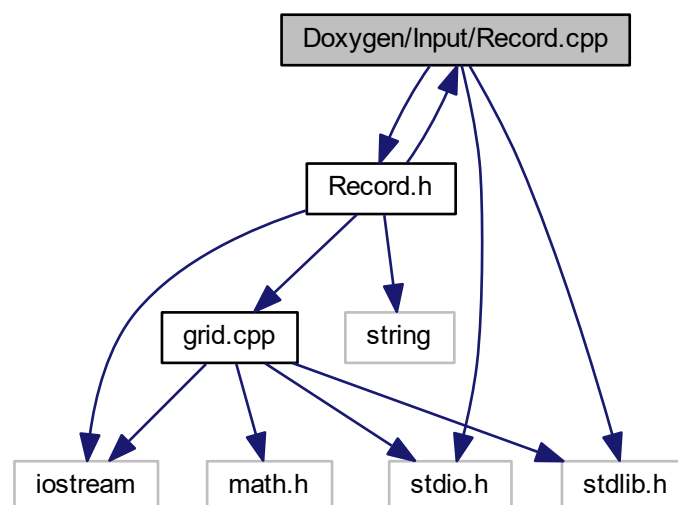 Doxygen/Input/Record.cpp
Record.h
grid.cpp
string
iostream
math.h
stdio.h
stdlib.h